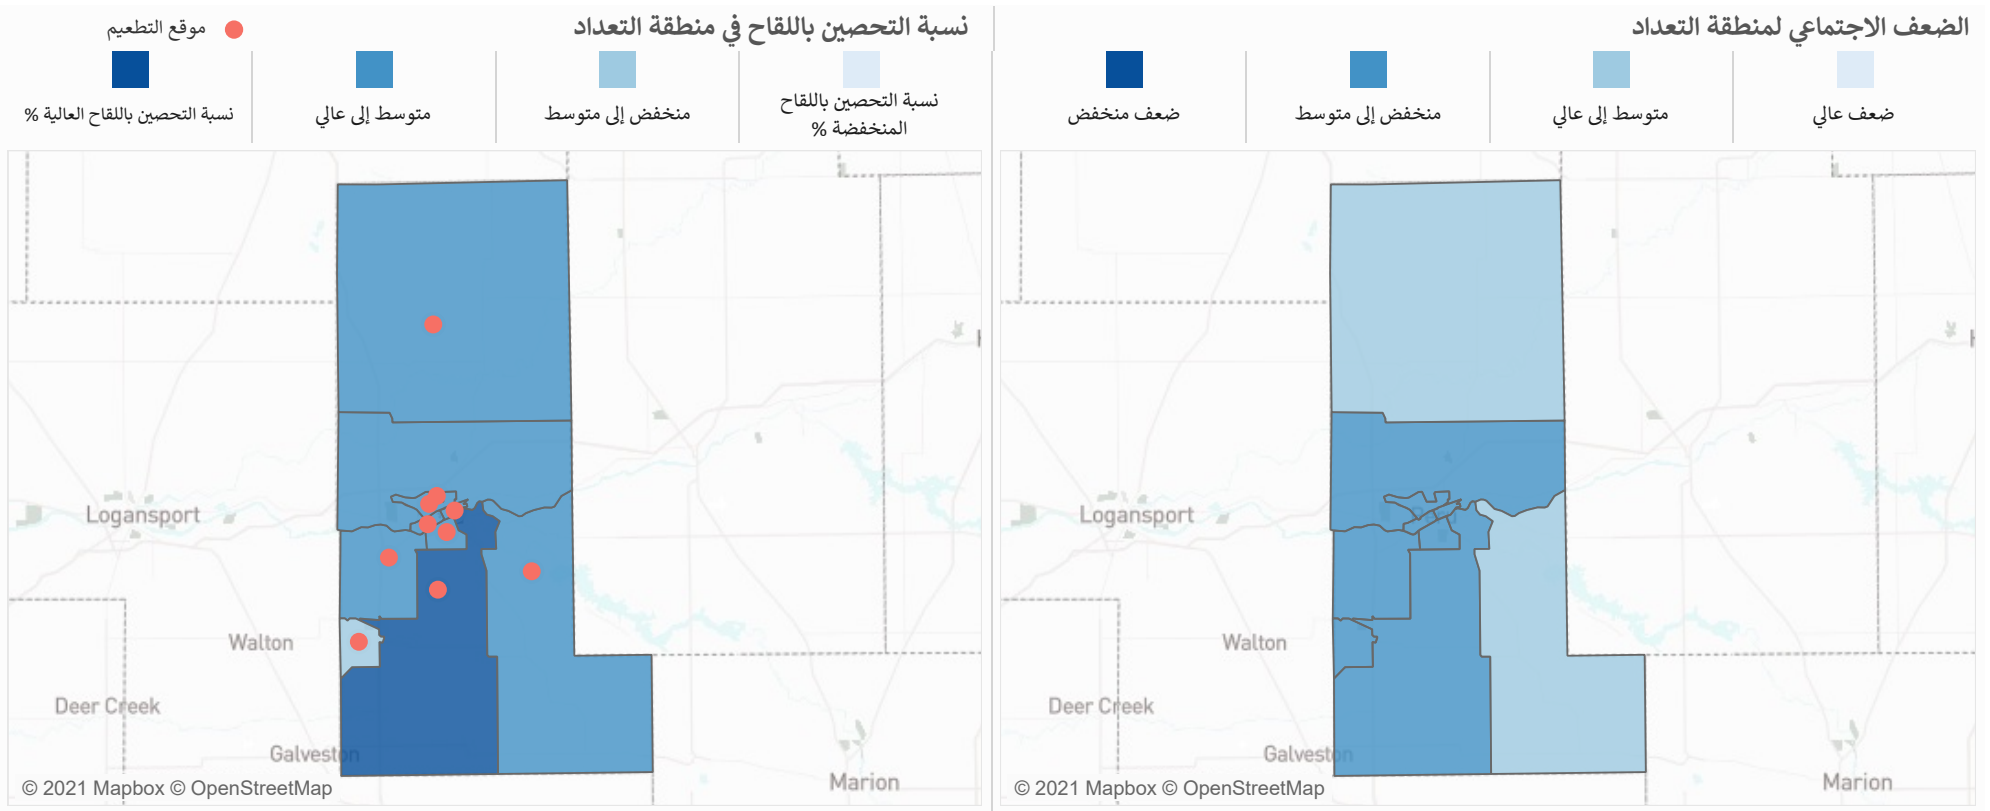 الضعف الاجتماعي لمنطقة التعداد
ضعف عالي
متوسط إلى عالي
منخفض إلى متوسط
ضعف منخفض
Logansport
Walton
Deer Creek
Galveston
Marion
© 2021 Mapbox © OpenStreetMap
نسبة التحصين باللقاح في منطقة التعداد
موقع التطعيم
نسبة التحصين باللقاح
المنخفضة %
منخفض إلى متوسط
متوسط إلى عالي
نسبة التحصين باللقاح العالية %
Logansport
Walton
Deer Creek
Galveston
Marion
© 2021 Mapbox © OpenStreetMap